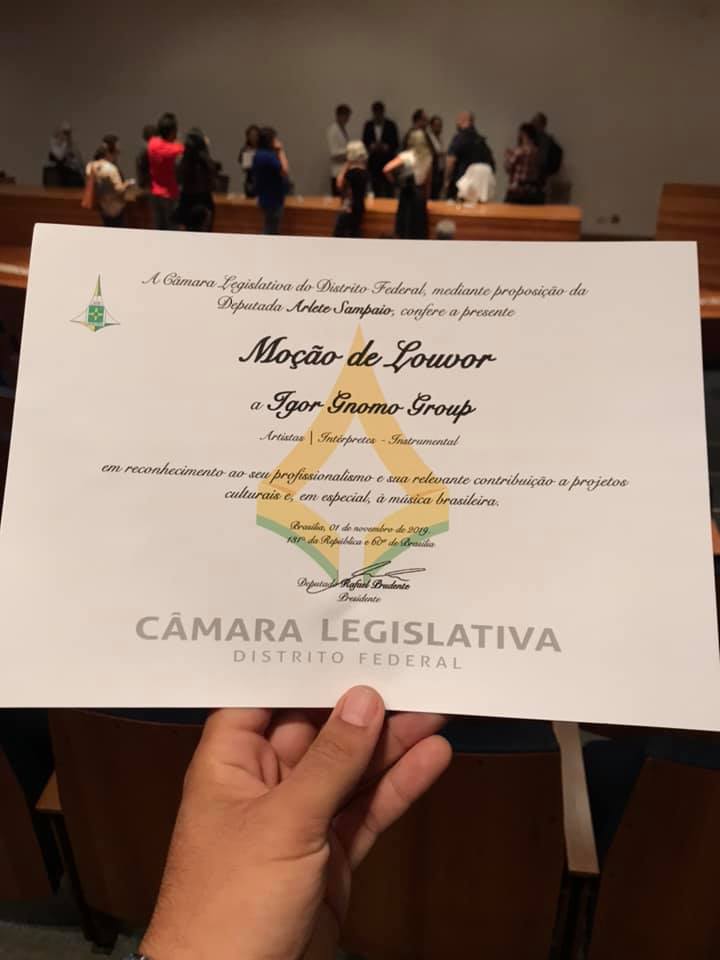 A Câmara Legislativa do Distrito Federal, mediante proposição da
Deputada Arlete Sampaio, confere a presente
Moção de Louvor
a Igor Gnomo Group
Artistas | Intérpretes - Instrumental
em reconhecimento ao seu profissionalismo e sua relevante contribuição a projetos
culturais e, em especial, à música brasileira.
Brasília, 01 de novembro de 2019
131º da República e 60º de Brasília
Deputado Rafael Prudente
Presidente
CÂMARA LEGISLATIVA
DISTRITO FEDERAL